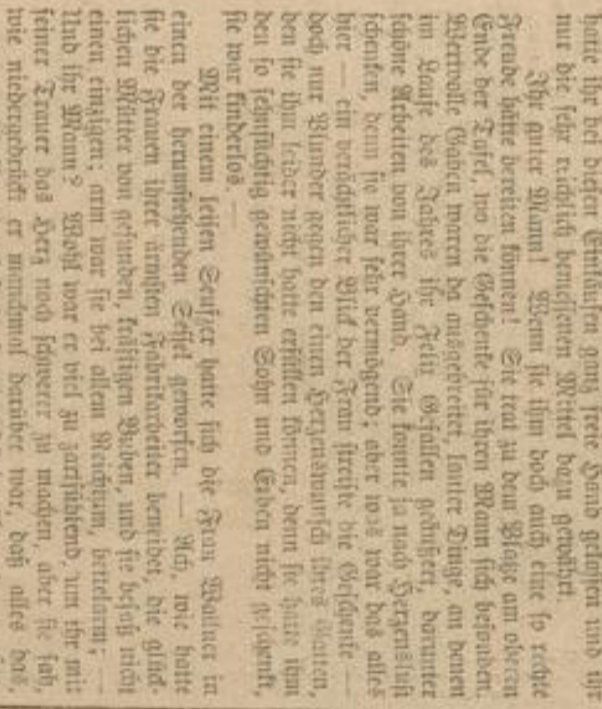 hatte ihr bei diesen Einkäufen ganz freie Hand gelassen und ihr
nur die sehr reichlich bemessenen Mittel dazu gewährt.
Ihr guter Mann! Wenn sie ihm doch auch eine so rechte
Freude hätte bereiten können! Sie trat zu dem Platze am oberen
Ende der Tafel, wo die Geschenke für ihren Mann sich befanden.
Wertvolle Gaben waren da ausgebreitet, lauter Dinge, an denen
im Laufe des Jahres ihr Felix Gefallen geäußert, darunter
schöne Arbeiten von ihrer Hand. Sie konnte ja nach Herzenslust
schenken, denn sie war sehr vermögend; aber was war das alles
hier — ein verächtlicher Blick der Frau streifte die Geschenke —
doch nur Plunder gegen den einen Herzenswunsch ihres Gatten,
den sie ihm leider nicht hatte erfüllen können, denn sie hatte ihm
den so sehnsüchtig gewünschten Sohn und Erben nicht geschenkt,
sie war kinderlos. —
Mit einem leisen Seufzer hatte sich die Frau in
einen der herumstehenden Sessel geworfen. — Ach, wie hatte
sie die Frauen ihrer ärmsten Fabrikarbeiter beneidet, die glück-
lichen Mütter von gesunden, kräftigen Buben, und sie besaß nicht
einen einzigen; arm war sie bei allem Reichtum, bettelarm; —
Und ihr Mann? Wohl war er viel zu zartfühlend, um ihr mit
seiner Trauer das Herz noch schwerer zu machen, aber sie sah,
wie niedergedrückt er manchmal darüber war, daß alles das,